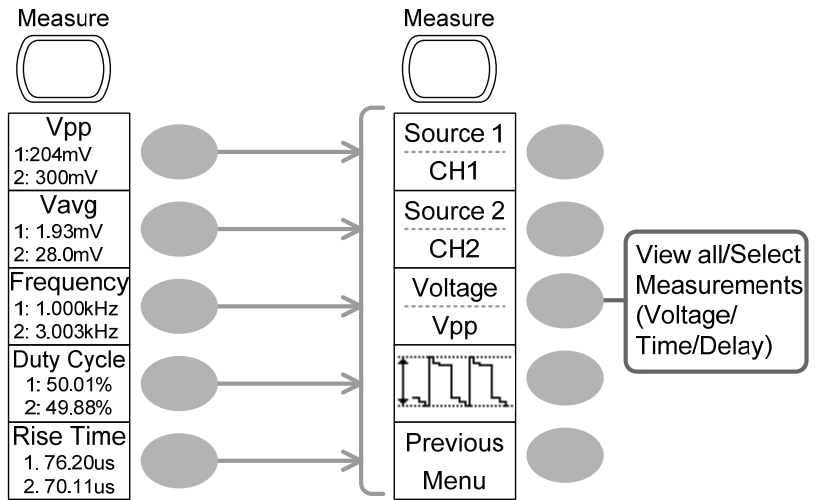 Measure
Vpp
1:204mV
2: 300mV
Vavg
1: 1.93mV
2: 28.0mV
Frequency
1: 1.000kHz
2: 3.003kHz
Duty Cycle
1: 50.01%
2: 49.88%
Rise Time
1. 76.20us
2. 70.11us
Measure
Source 1
CH1
Source 2
CH2
Voltage
Vpp
Previous
Menu
View all/Select
Measurements
(Voltage/
Time/Delay)